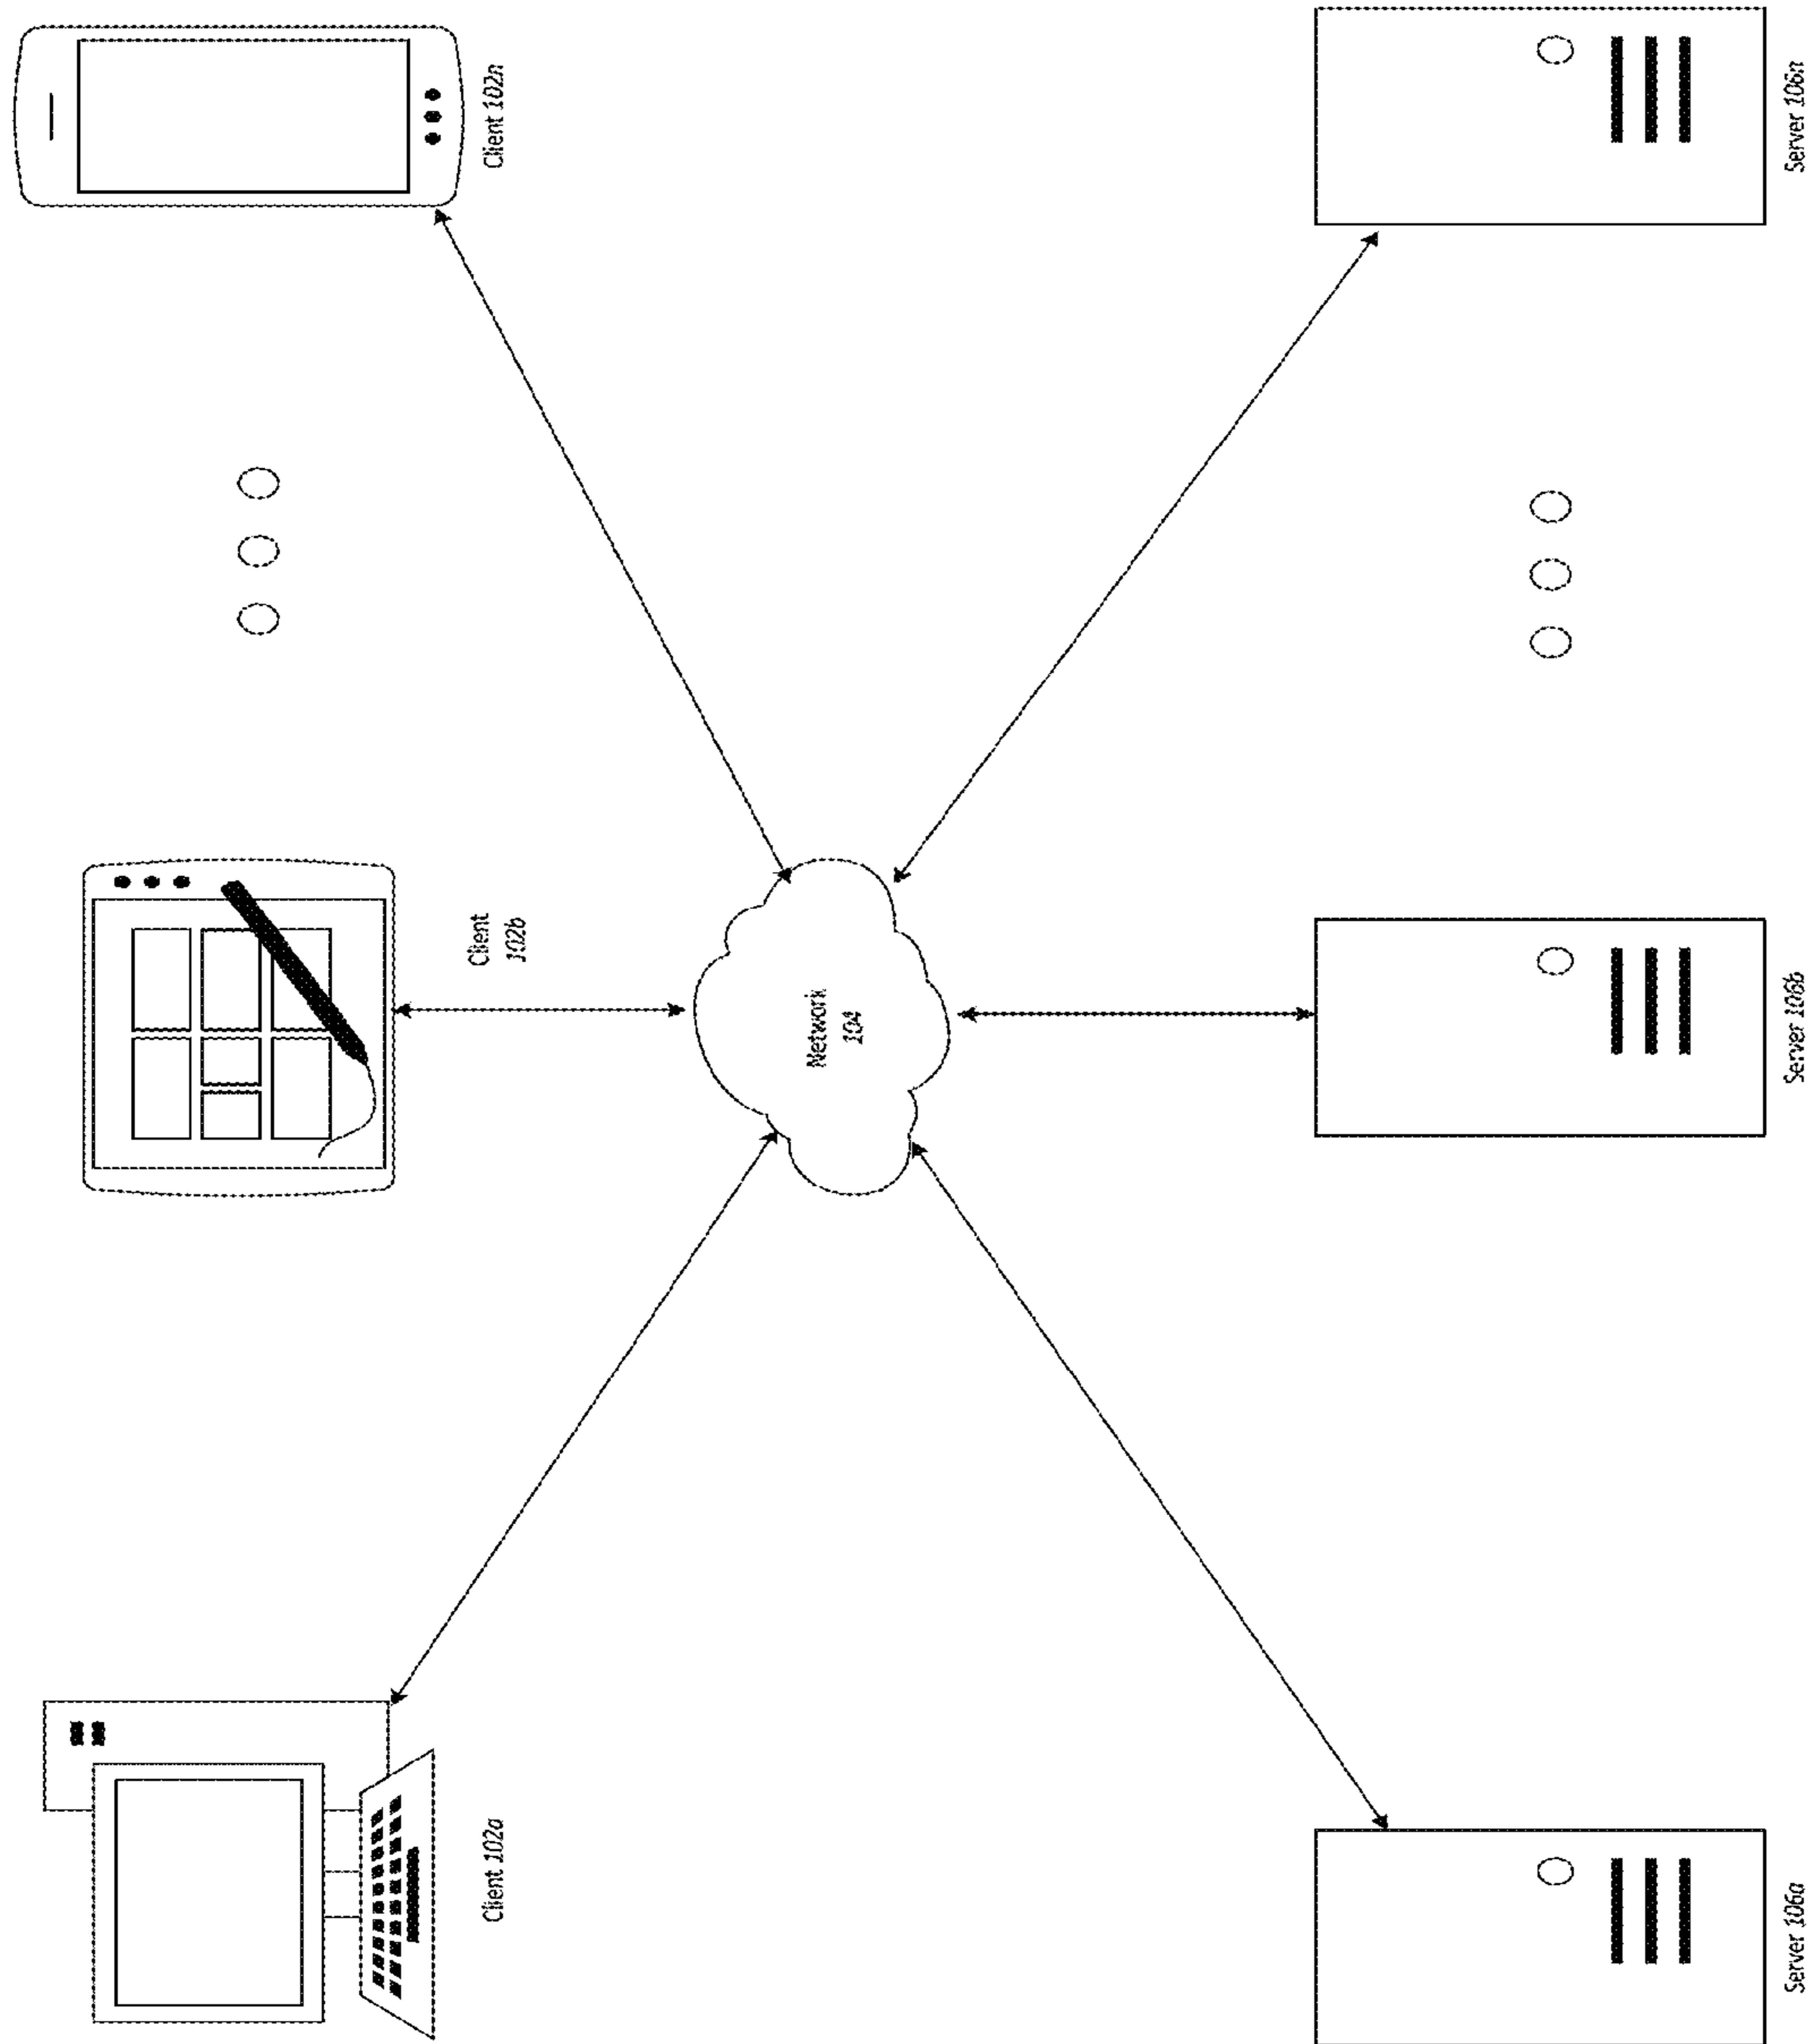 Client 102a
Client
102b
Client 102n
Network
104
Server 106a
Server 106b
Server 106n